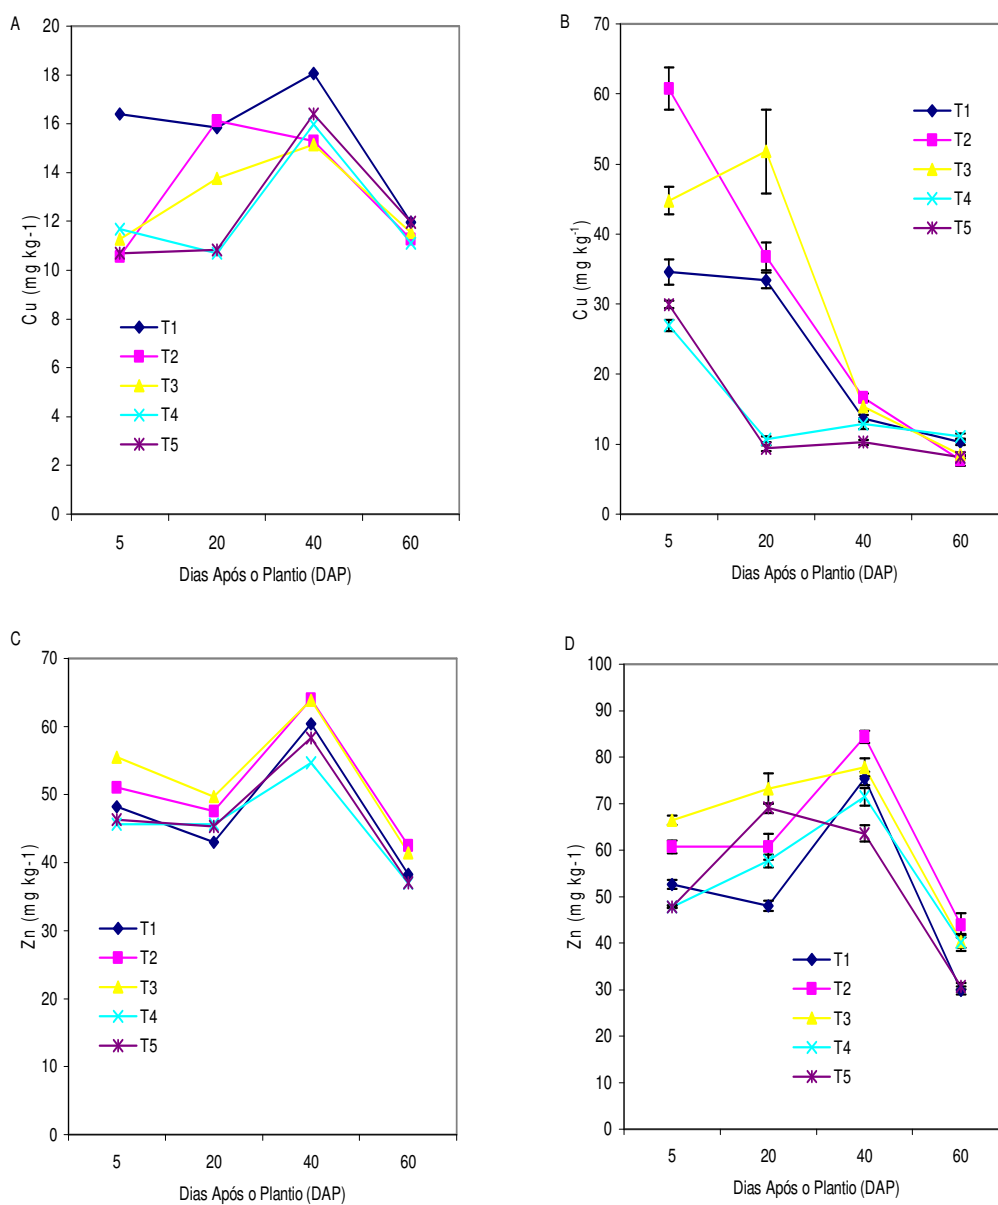 A
20
18
16
14
12
10
8
6
4
2
0
Cu (mg kg-1)
T1
T2
T3
T4
T5
5 20 40 60
Dias Após o Plantio (DAP)
B
70
60
50
40
30
20
10
0
Cu (mg kg⁻¹)
T1
T2
T3
T4
T5
5 20 40 60
Dias Após o Plantio (DAP)
C
70
60
50
40
30
20
10
0
Zn (mg kg-1)
T1
T2
T3
T4
T5
5 20 40 60
Dias Após o Plantio (DAP)
D
100
90
80
70
60
50
40
30
20
10
0
Zn (mg kg-1)
T1
T2
T3
T4
T5
5 20 40 60
Dias Após o Plantio (DAP)